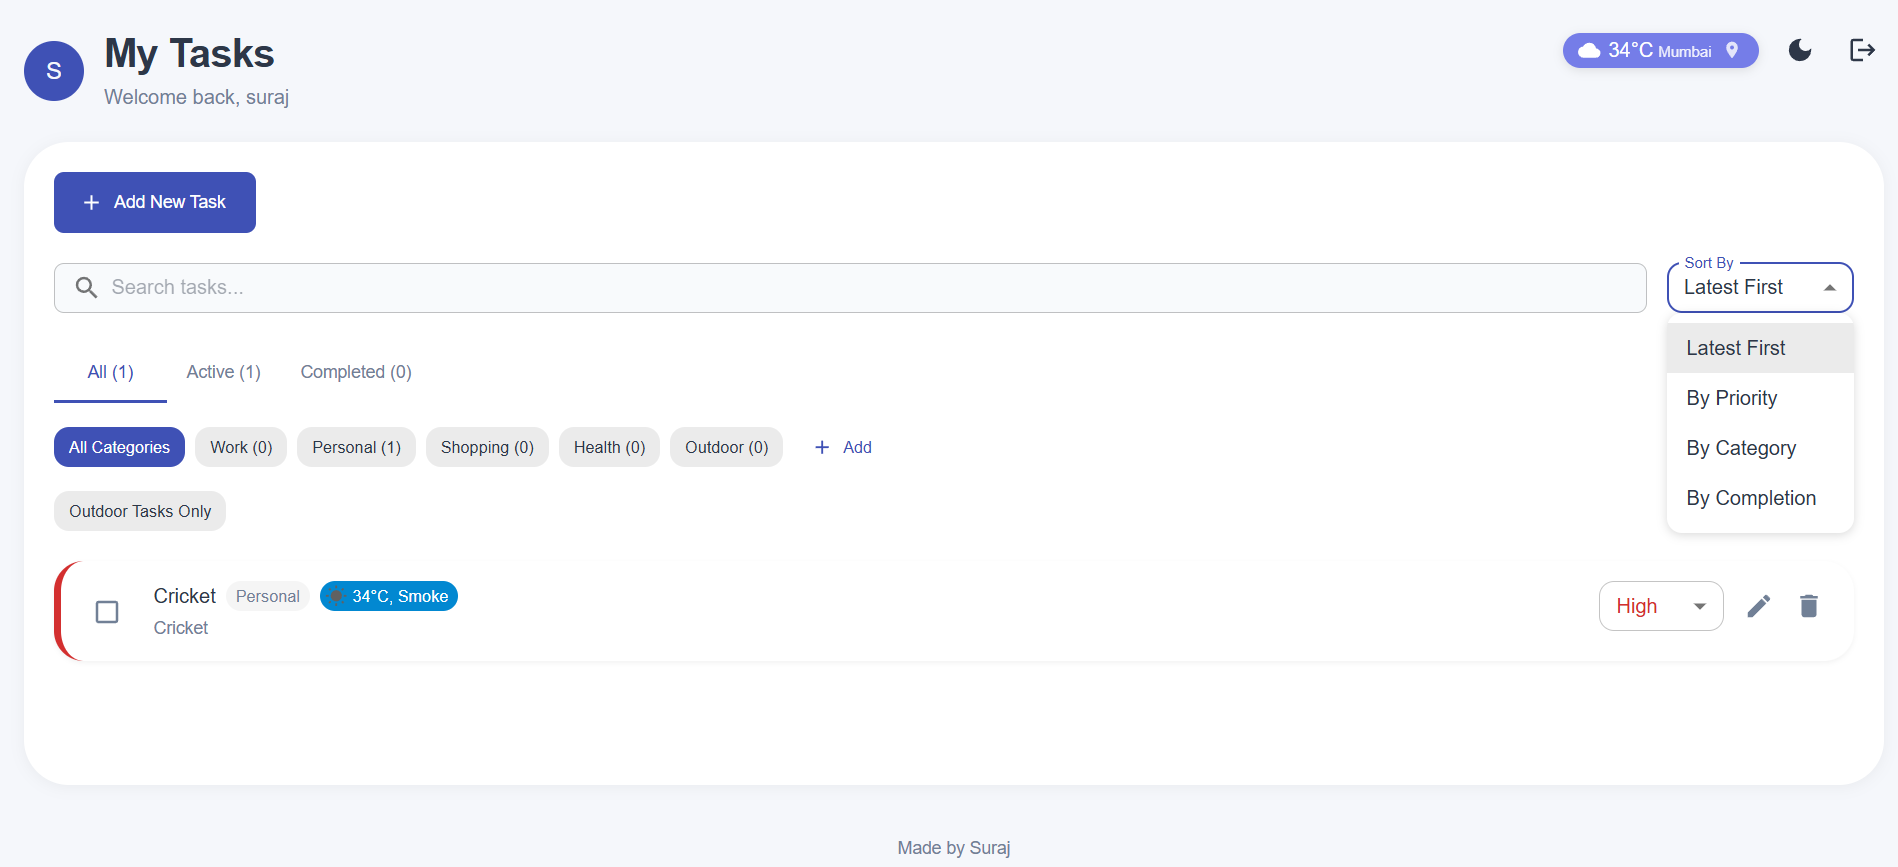 S
My Tasks
Welcome back, suraj
34°C Mumbai
Add New Task
Search tasks...
Sort By
Latest First
Latest First
By Priority
By Category
By Completion
All (1) Active (1) Completed (0)
All Categories Work (0) Personal (1) Shopping (0) Health (0) Outdoor (0) Add
Outdoor Tasks Only
Cricket Personal 34°C, Smoke
Cricket
High
Made by Suraj